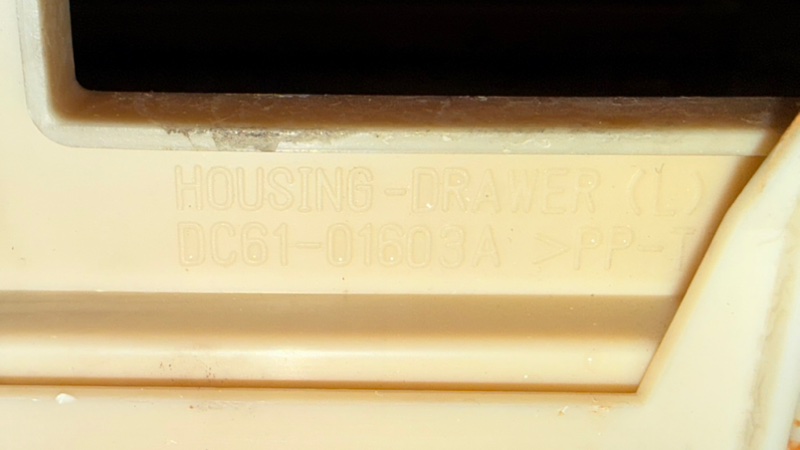 HOUSING-DRAWER (L)
DC61-01603A >PP-T